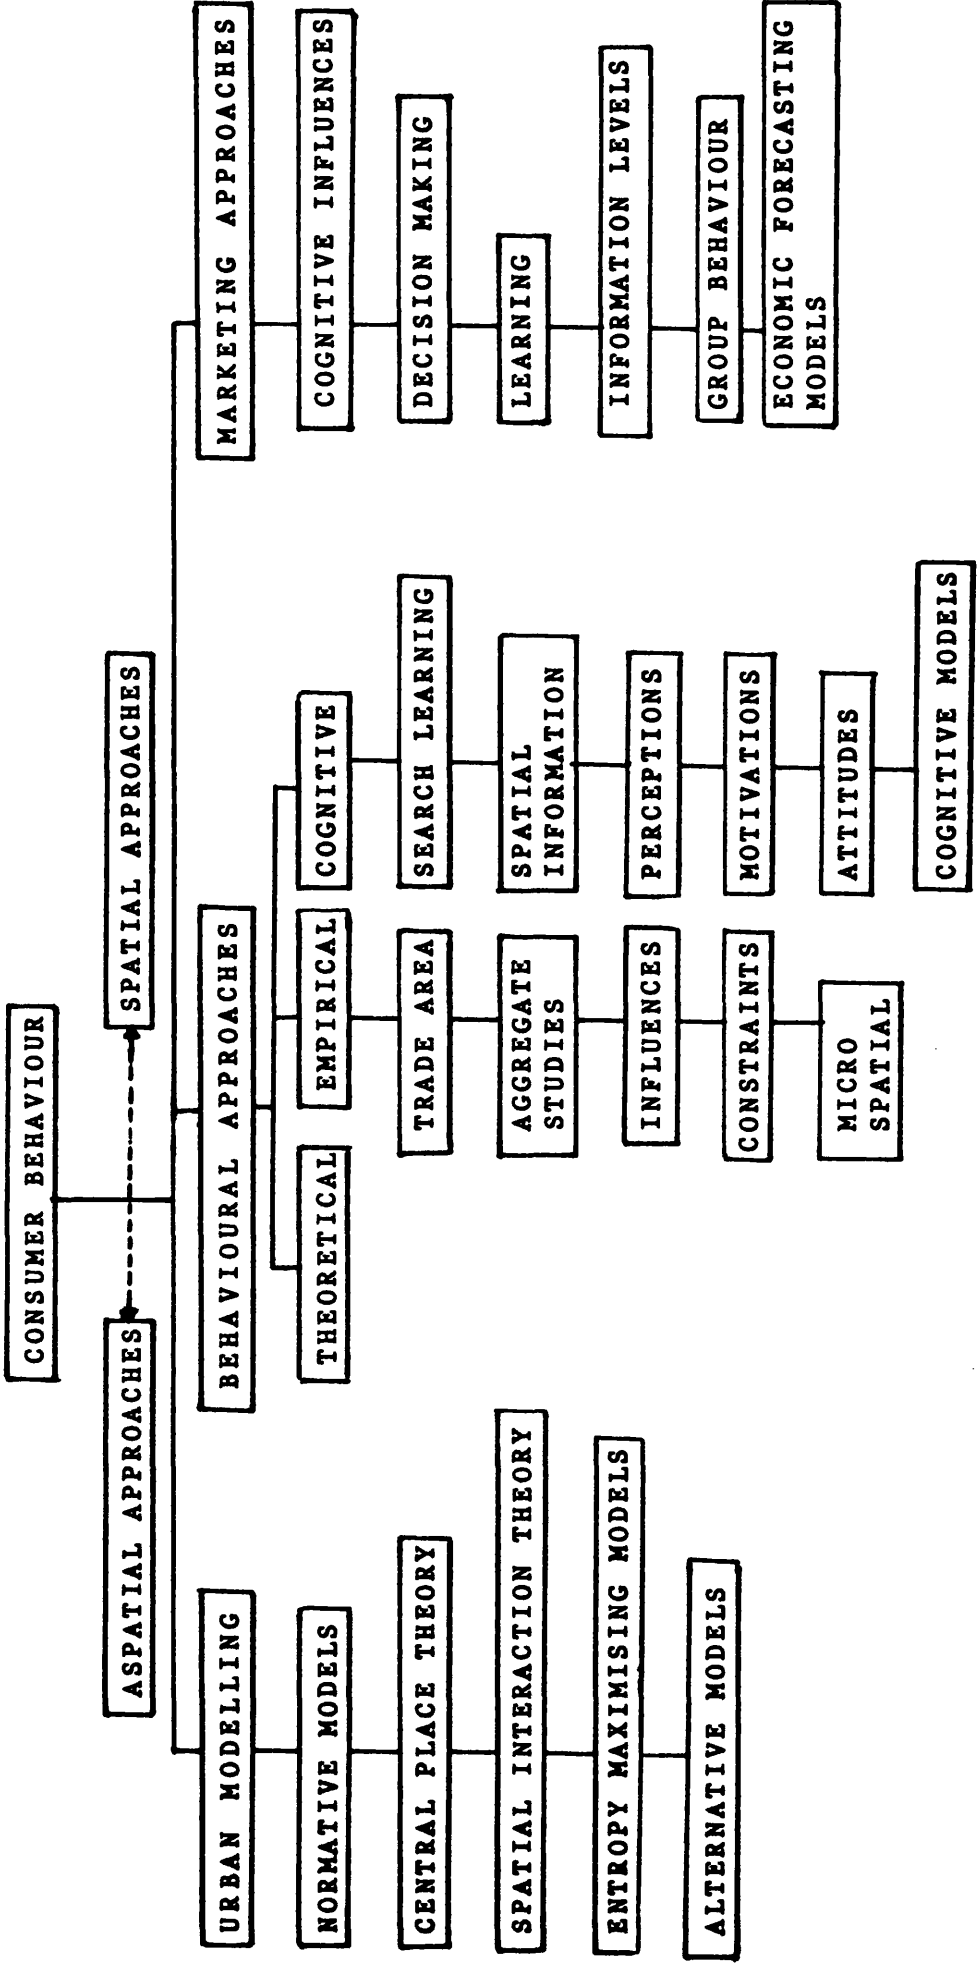 CONSUMER BEHAVIOUR
ASPATIAL APPROACHES
SPATIAL APPROACHES
URBAN MODELLING
BEHAVIOURAL APPROACHES
MARKETING APPROACHES
NORMATIVE MODELS
THEORETICAL
EMPIRICAL
COGNITIVE
COGNITIVE INFLUENCES
CENTRAL PLACE THEORY
TRADE AREA
SEARCH LEARNING
DECISION MAKING
SPATIAL INTERACTION THEORY
AGGREGATE
STUDIES
SPATIAL
INFORMATION
LEARNING
ENTROPY MAXIMISING MODELS
INFLUENCES
PERCEPTIONS
INFORMATION LEVELS
ALTERNATIVE MODELS
CONSTRAINTS
MOTIVATIONS
GROUP BEHAVIOUR
MICRO
SPATIAL
ATTITUDES
ECONOMIC FORECASTING
MODELS
COGNITIVE MODELS